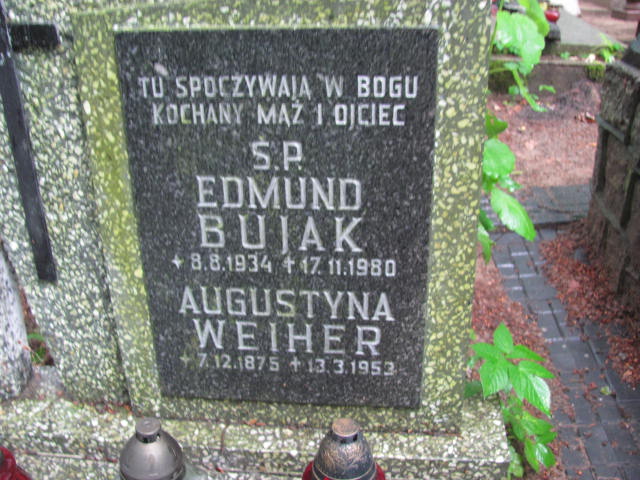 TU SPOCZYWAJĄ W BOGU
KOCHANY MĄŻ I OJCIEC
Ś.P.
EDMUND
BUJAK
+ 8.8.1934 + 17.11.1980
AUGUSTYNA
WEIHER
+ 7.12.1875 + 13.3.1953